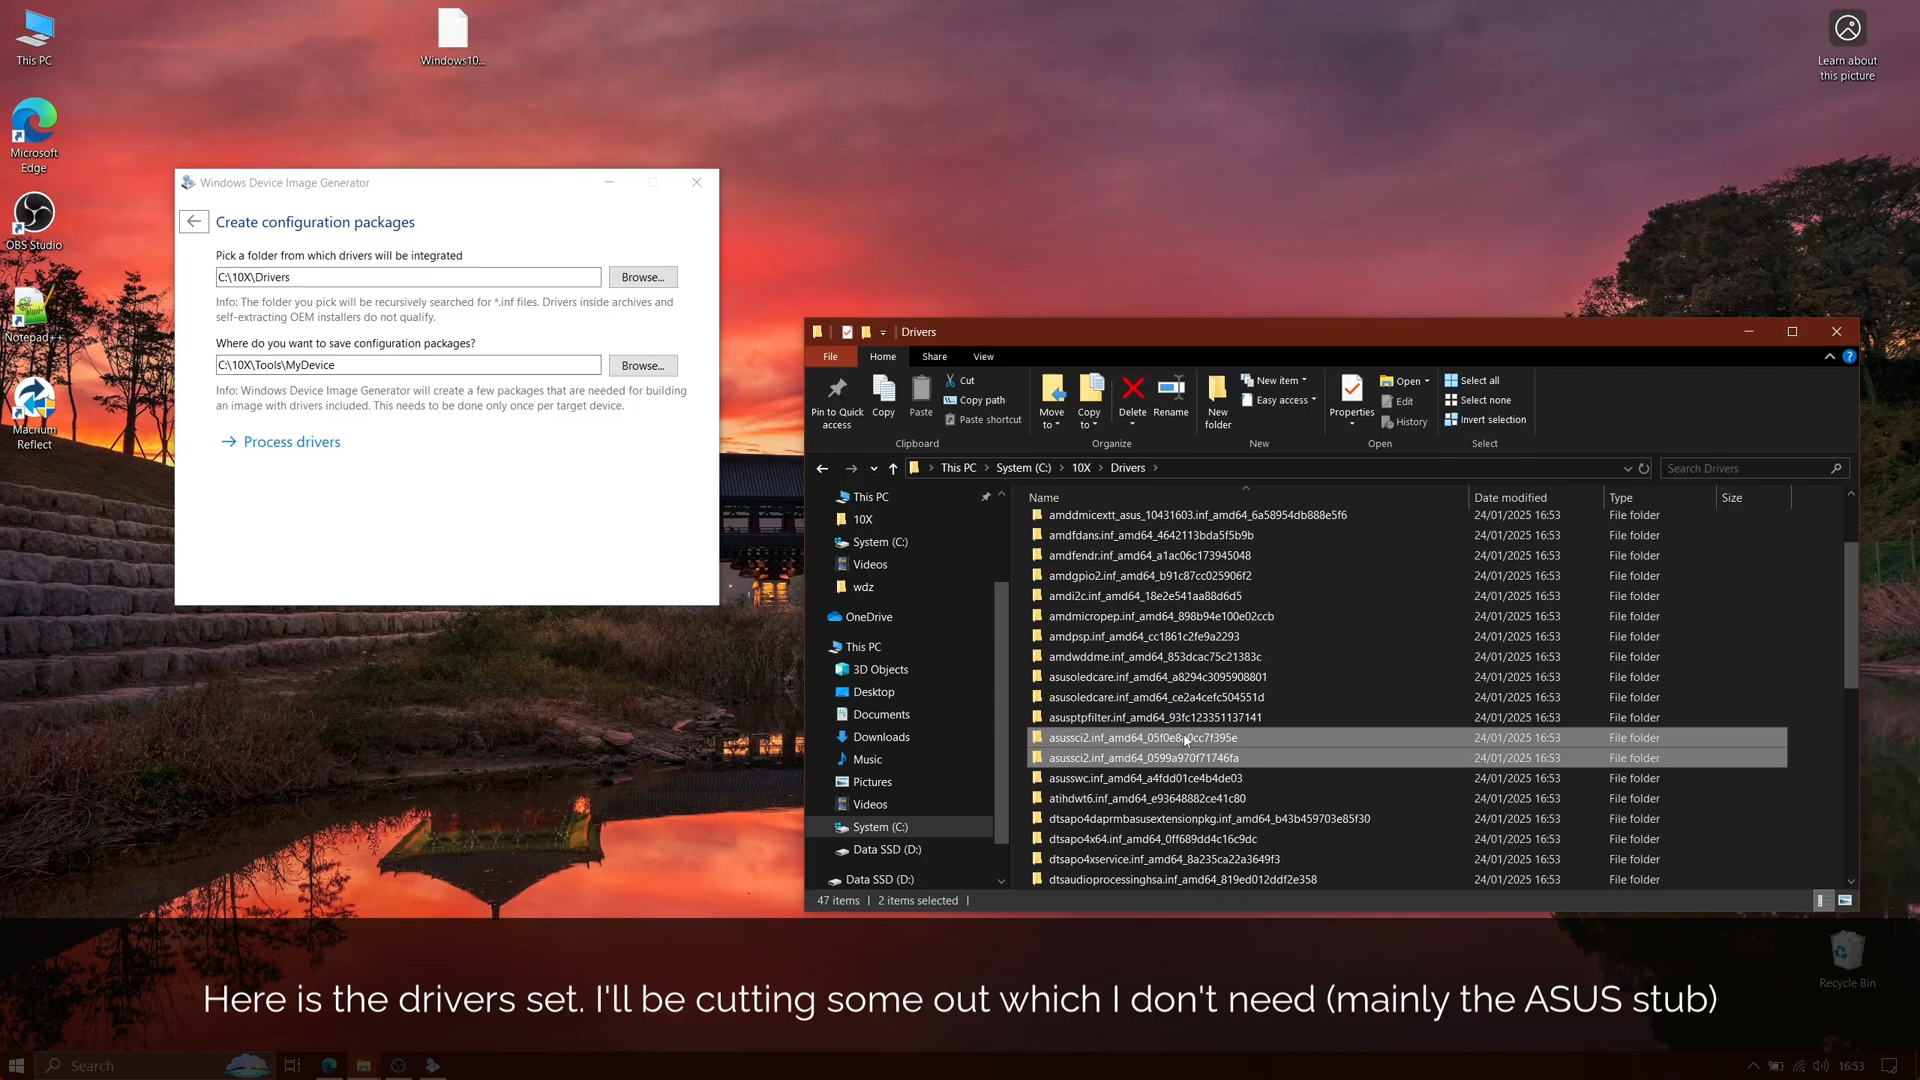 This PC
Windows10...
Learn about
this picture
Microsoft
Edge
OBS Studio
Notepad++
Macrium
Reflect
Windows Device Image Generator
Create configuration packages
Pick a folder from which drivers will be integrated
C:\10X\Drivers
Browse...
Info: The folder you pick will be recursively searched for *.inf files. Drivers inside archives and
self-extracting OEM installers do not qualify.
Where do you want to save configuration packages?
C:\10X\Tools\MyDevice
Browse...
Info: Windows Device Image Generator will create a few packages that are needed for building
an image with drivers included. This needs to be done only once per target device.
Process drivers
Drivers
File Home Share View
Pin to Quick
access
Copy
Paste
Cut
Copy path
Paste shortcut
Clipboard
Move
to
Copy
to
Delete
Rename
Organize
New
folder
New item
Easy access
New
Properties
Open
Edit
History
Open
Select all
Select none
Invert selection
Select
This PC > System (C:) > 10X > Drivers >
Search Drivers
This PC
10X
System (C:)
Videos
wdz
OneDrive
This PC
3D Objects
Desktop
Documents
Downloads
Music
Pictures
Videos
System (C:)
Data SSD (D:)
Data SSD (D:)
Name Date modified Type Size
amddmicextt_asus_10431603.inf_amd64_6a58954db888e5f6 24/01/2025 16:53 File folder
amdfdans.inf_amd64_4642113bda5f5b9b 24/01/2025 16:53 File folder
amdfendr.inf_amd64_a1ac06c173945048 24/01/2025 16:53 File folder
amdgpio2.inf_amd64_b91c87cc025906f2 24/01/2025 16:53 File folder
amdi2c.inf_amd64_18e2e541aa88d6d5 24/01/2025 16:53 File folder
amdmicropep.inf_amd64_898b94e100e02ccb 24/01/2025 16:53 File folder
amdpsp.inf_amd64_cc1861c2fe9a2293 24/01/2025 16:53 File folder
amdwddme.inf_amd64_853dcac75c21383c 24/01/2025 16:53 File folder
asusoledcare.inf_amd64_a8294c3095908801 24/01/2025 16:53 File folder
asusoledcare.inf_amd64_ce2a4cefc504551d 24/01/2025 16:53 File folder
asusptpfilter.inf_amd64_93fc123351137141 24/01/2025 16:53 File folder
24/01/2025 16:53 File folder
asussci2.inf_amd64_0599a970f71746fa 24/01/2025 16:53 File folder
asusswc.inf_amd64_a4fdd01ce4b4de03 24/01/2025 16:53 File folder
atihdwt6.inf_amd64_e93648882ce41c80 24/01/2025 16:53 File folder
dtsapo4daprmbasusextensionpkg.inf_amd64_b43b459703e85f30 24/01/2025 16:53 File folder
dtsapo4x64.inf_amd64_0ff689dd4c16c9dc 24/01/2025 16:53 File folder
dtsapo4xservice.inf_amd64_8a235ca22a3649f3 24/01/2025 16:53 File folder
dtsaudioprocessinghsa.inf_amd64_819ed012ddf2e358 24/01/2025 16:53 File folder
47 items | 2 items selected |
Recycle Bin
Here is the drivers set. I'll be cutting some out which I don't need (mainly the ASUS stub)
Search
16:53